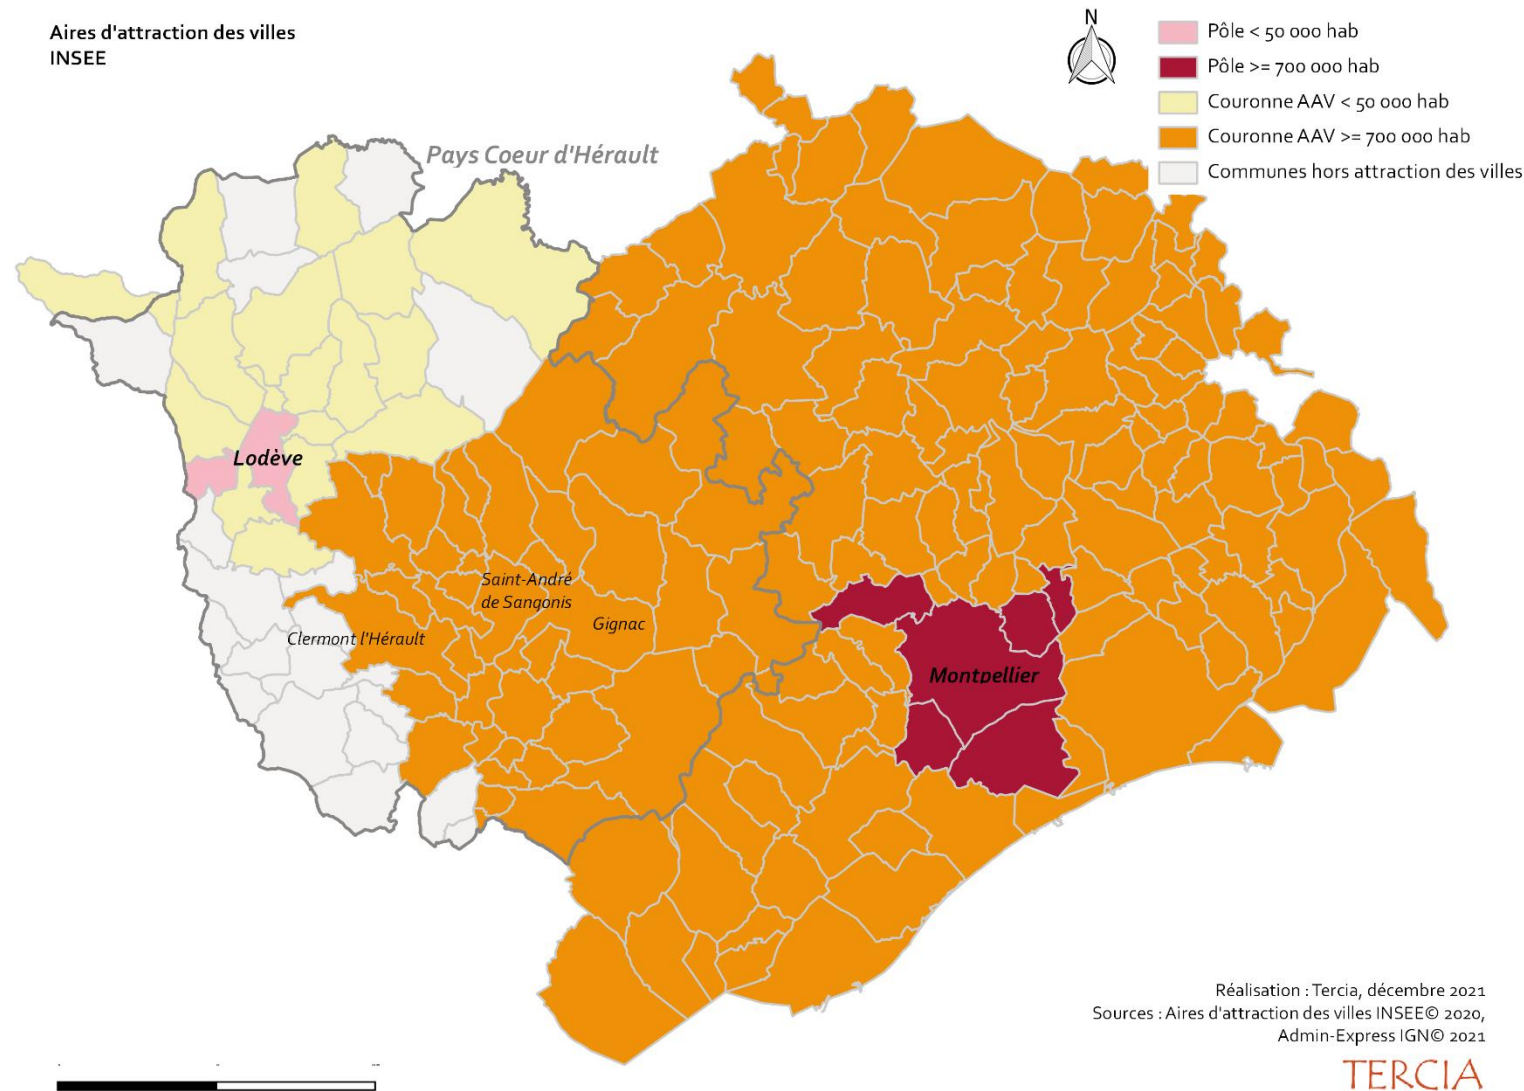 Aires d'attraction des villes
INSEE
N
Pôle < 50 000 hab
Pôle >= 700 000 hab
Couronne AAV < 50 000 hab
Couronne AAV >= 700 000 hab
Communes hors attraction des villes
Pays Coeur d'Hérault
Lodève
Saint-André
de Sangonis
Gignac
Clermont l'Hérault
Montpellier
Réalisation : Tercia, décembre 2021
Sources : Aires d'attraction des villes INSEE© 2020,
Admin-Express IGN© 2021
TERCIA